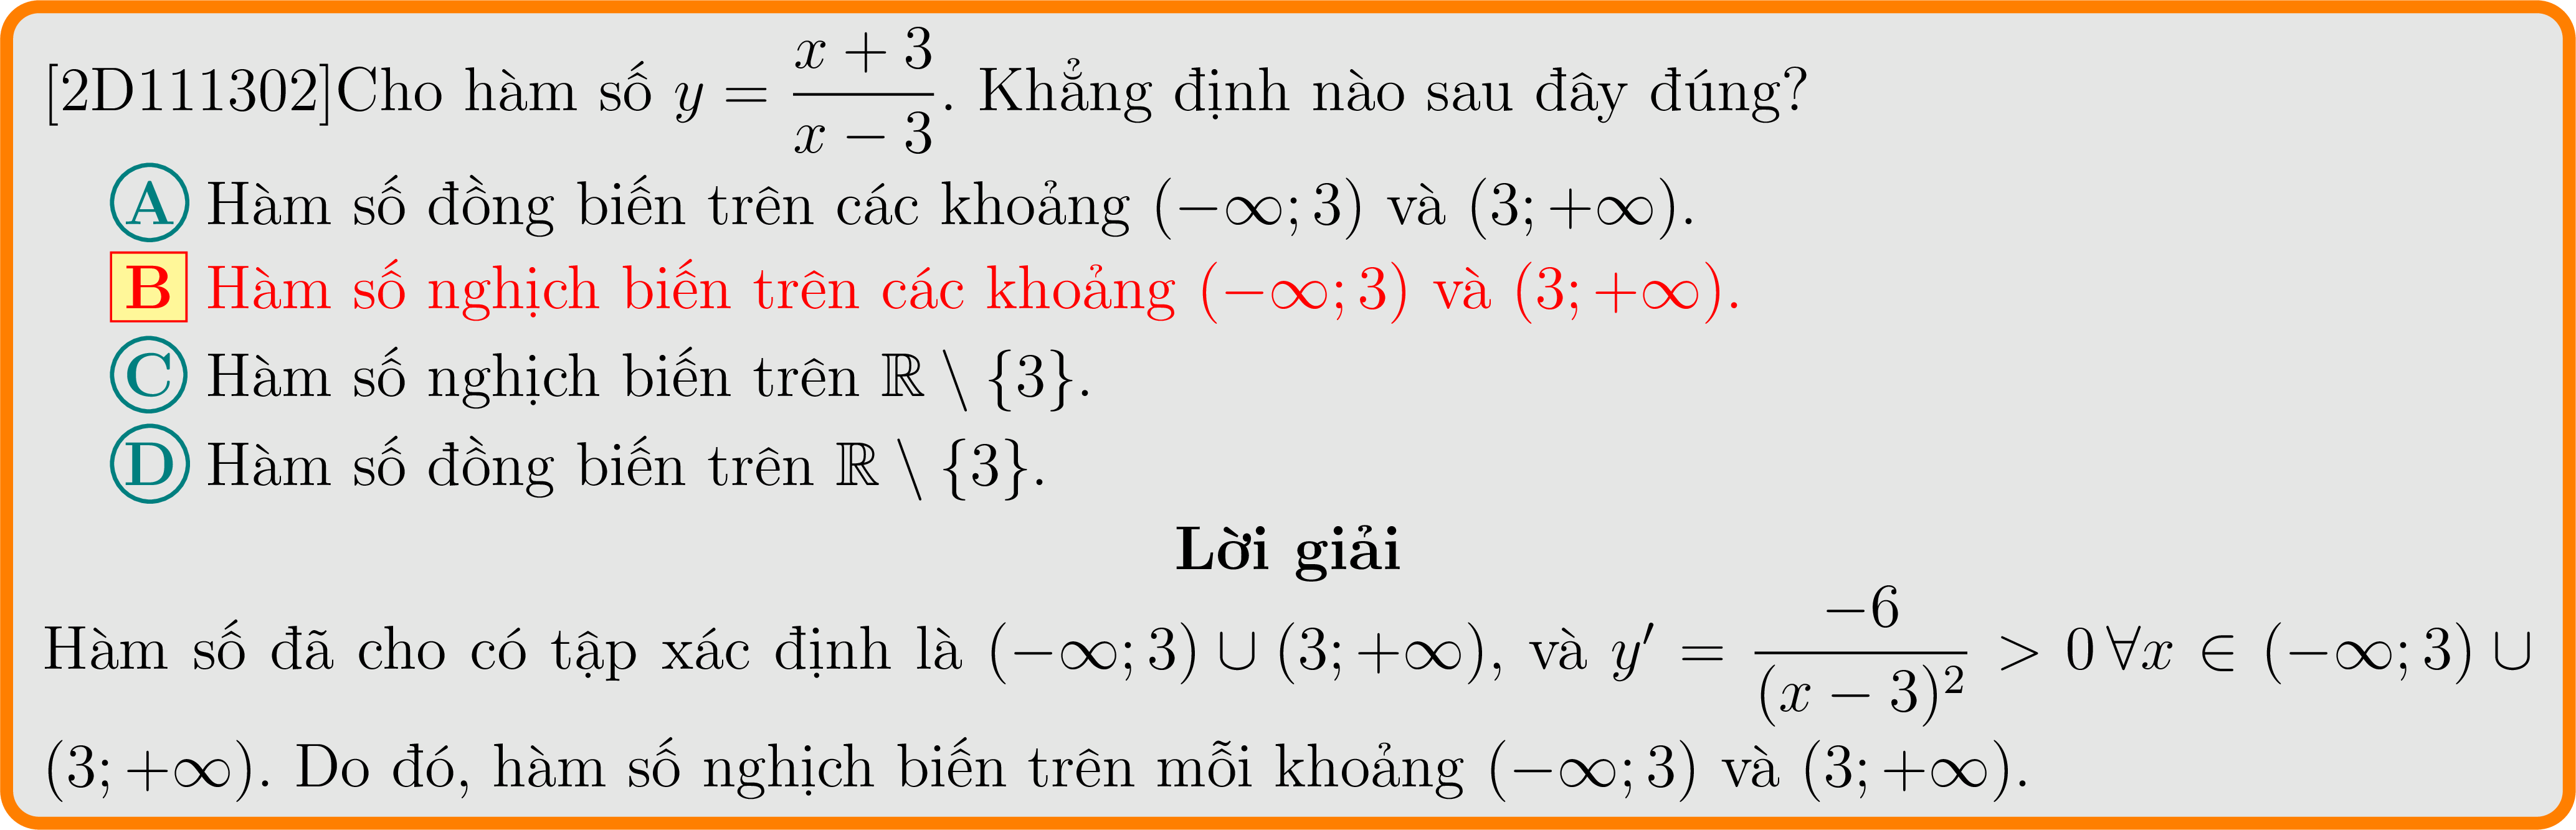 [2D111302]Cho hàm số $y = \dfrac{x+3}{x-3}$. Khẳng định nào sau đây đúng?
A Hàm số đồng biến trên các khoảng $(-\infty; 3)$ và $(3; +\infty)$.
B Hàm số nghịch biến trên các khoảng $(-\infty; 3)$ và $(3; +\infty)$.
C Hàm số nghịch biến trên $\mathbb{R} \setminus \{3\}$.
D Hàm số đồng biến trên $\mathbb{R} \setminus \{3\}$.
Lời giải
Hàm số đã cho có tập xác định là $(-\infty; 3) \cup (3; +\infty)$, và $y' = \dfrac{-6}{(x-3)^2} > 0 \, \forall x \in (-\infty; 3) \cup$
$(3; +\infty)$. Do đó, hàm số nghịch biến trên mỗi khoảng $(-\infty; 3)$ và $(3; +\infty)$.